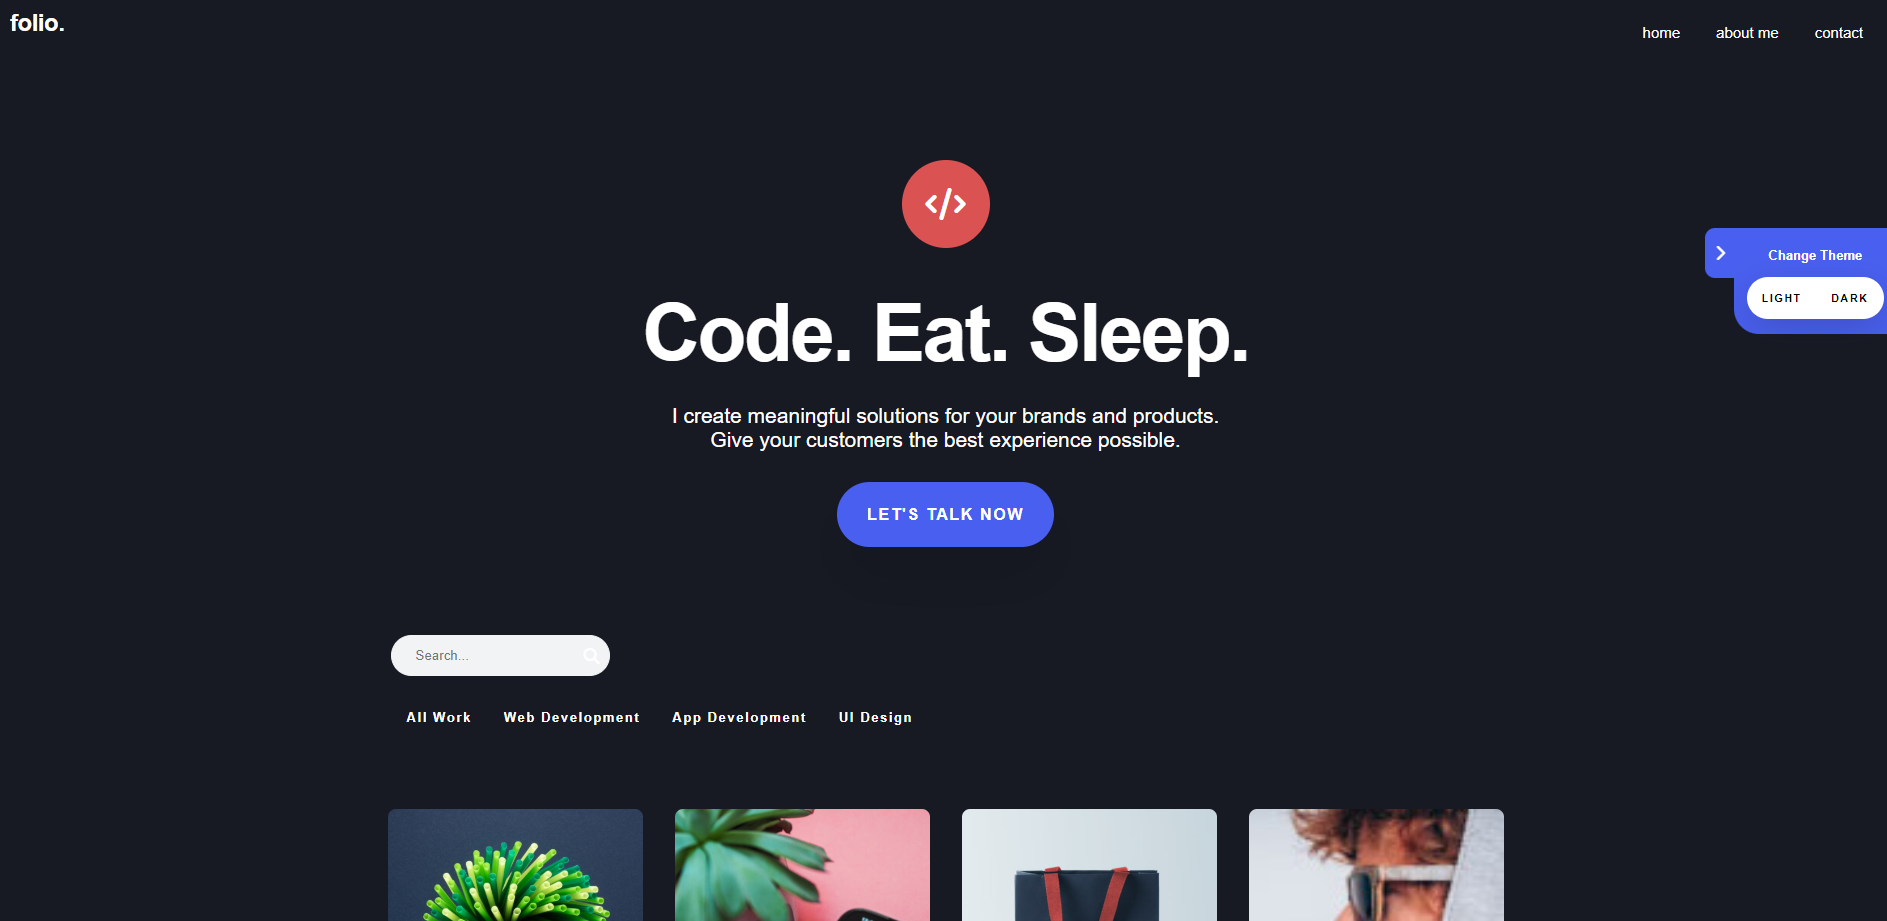 folio.
home about me contact
</>
Change Theme
LIGHT DARK
Code. Eat. Sleep.
I create meaningful solutions for your brands and products.
Give your customers the best experience possible.
LET'S TALK NOW
Search...
All Work Web Development App Development UI Design